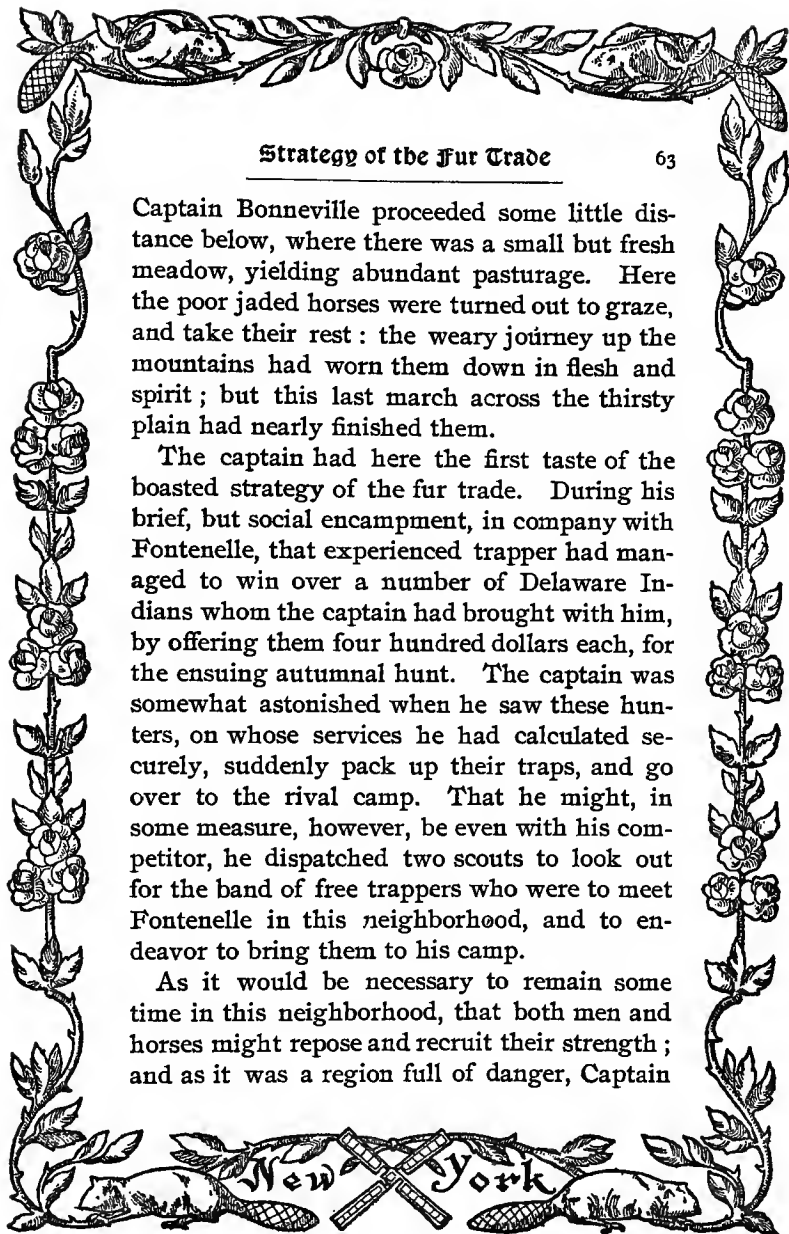 Strategy of the Fur Trade 63
Captain Bonneville proceeded some little dis-
tance below, where there was a small but fresh
meadow, yielding abundant pasturage. Here
the poor jaded horses were turned out to graze,
and take their rest : the weary journey up the
mountains had worn them down in flesh and
spirit ; but this last march across the thirsty
plain had nearly finished them.
The captain had here the first taste of the
boasted strategy of the fur trade. During his
brief, but social encampment, in company with
Fontenelle, that experienced trapper had man-
aged to win over a number of Delaware In-
dians whom the captain had brought with him,
by offering them four hundred dollars each, for
the ensuing autumnal hunt. The captain was
somewhat astonished when he saw these hun-
ters, on whose services he had calculated se-
curely, suddenly pack up their traps, and go
over to the rival camp. That he might, in
some measure, however, be even with his com-
petitor, he dispatched two scouts to look out
for the band of free trappers who were to meet
Fontenelle in this neighborhood, and to en-
deavor to bring them to his camp.
As it would be necessary to remain some
time in this neighborhood, that both men and
horses might repose and recruit their strength ;
and as it was a region full of danger, Captain
New York